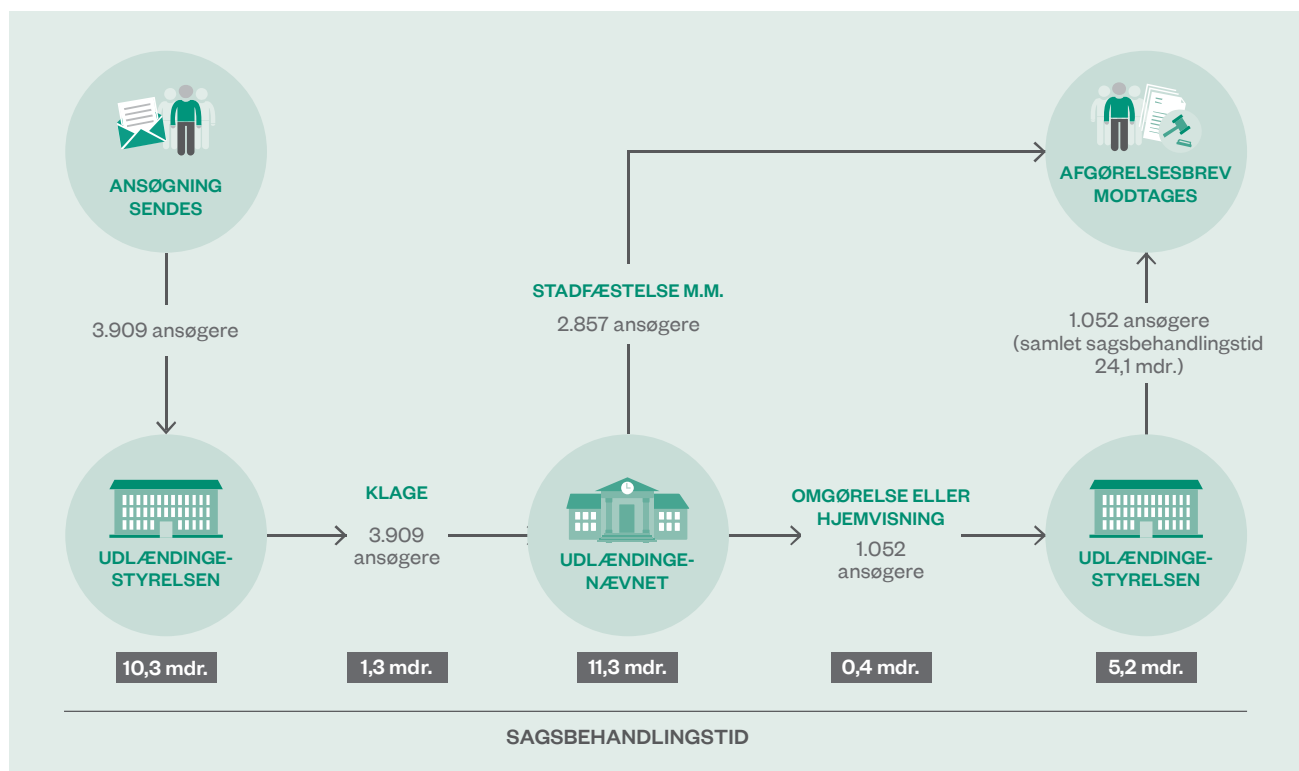 ANSØGNING
SENDES
3.909 ansøgere
UDLÆNDINGE-
STYRELSEN
10,3 mdr.
KLAGE
3.909
ansøgere
1,3 mdr.
STADFÆSTELSE M.M.
2.857 ansøgere
UDLÆNDINGE-
NÆVNET
11,3 mdr.
OMGØRELSE ELLER
HJEMVISNING
1.052
ansøgere
0,4 mdr.
AFGØRELSESBREV
MODTAGES
1.052 ansøgere
(samlet sagsbehandlingstid
24,1 mdr.)
UDLÆNDINGE-
STYRELSEN
5,2 mdr.
SAGSBEHANDLINGSTID